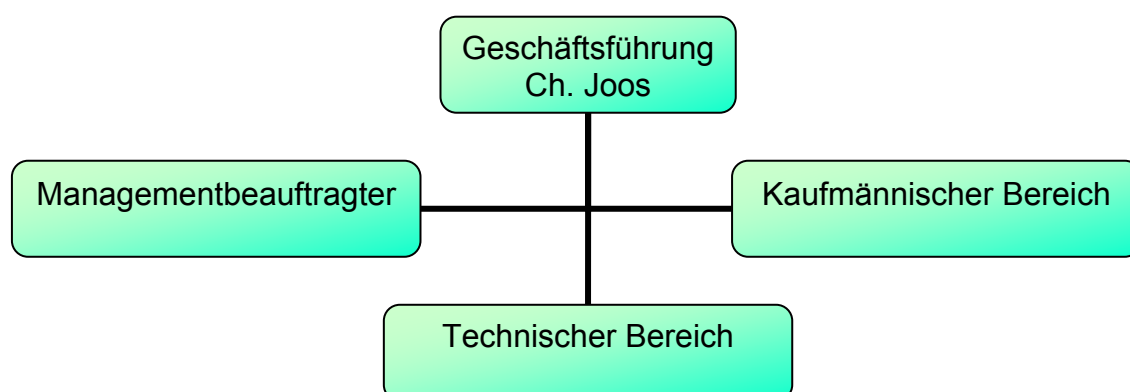 Geschäftsführung
Ch. Joos
Managementbeauftragter
Kaufmännischer Bereich
Technischer Bereich